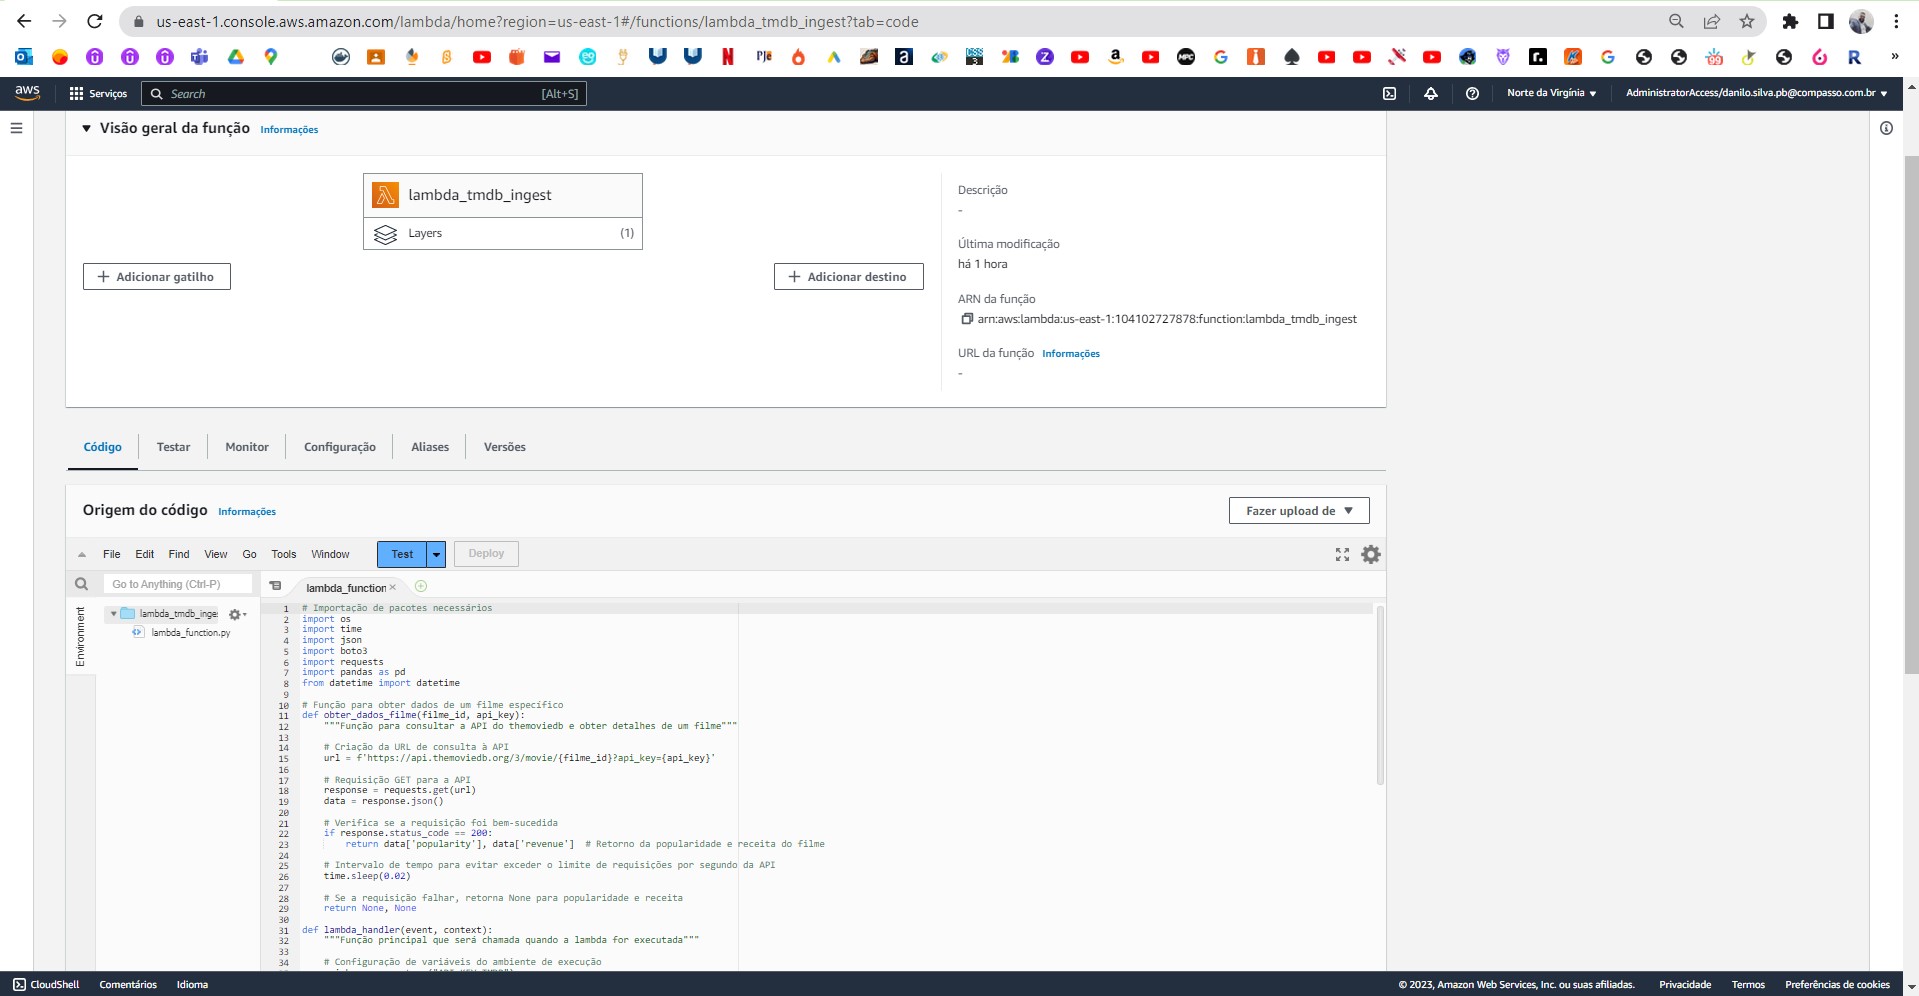 us-east-1.console.aws.amazon.com/lambda/home?region=us-east-1#/functions/lambda_tmdb_ingest?tab=code
aws
Serviços
Search
[Alt+S]
Norte da Virgínia
AdministratorAccess/danilo.silva.pb@compasso.com.br
Visão geral da função
Informações
lambda_tmdb_ingest
Layers
(1)
Adicionar gatilho
Adicionar destino
Descrição
-
Última modificação
há 1 hora
ARN da função
arn:aws:lambda:us-east-1:104102727878:function:lambda_tmdb_ingest
URL da função
Informações
-
Código
Testar
Monitor
Configuração
Aliases
Versões
Origem do código
Informações
Fazer upload de
File
Edit
Find
View
Go
Tools
Window
Test
Deploy
Go to Anything (Ctrl-P)
lambda_function
Environment
lambda_tmdb_inge
lambda_function.py
1 # Importação de pacotes necessários
2 import os
3 import time
4 import json
5 import boto3
6 import requests
7 import pandas as pd
8 from datetime import datetime
9
10 # Função para obter dados de um filme específico
11 def obter_dados_filme(filme_id, api_key):
12 """Função para consultar a API do themoviedb e obter detalhes de um filme"""
13
14 # Criação da URL de consulta à API
15 url = f'https://api.themoviedb.org/3/movie/{filme_id}?api_key={api_key}'
16
17 # Requisição GET para a API
18 response = requests.get(url)
19 data = response.json()
20
21 # Verifica se a requisição foi bem-sucedida
22 if response.status_code == 200:
23 return data['popularity'], data['revenue'] # Retorno da popularidade e receita do filme
24
25 # Intervalo de tempo para evitar exceder o limite de requisições por segundo da API
26 time.sleep(0.02)
27
28 # Se a requisição falhar, retorna None para popularidade e receita
29 return None, None
30
31 def lambda_handler(event, context):
32 """Função principal que será chamada quando a lambda for executada"""
33
34 # Configuração de variáveis do ambiente de execução
CloudShell
Comentários
Idioma
© 2023, Amazon Web Services, Inc. ou suas afiliadas.
Privacidade
Termos
Preferências de cookies